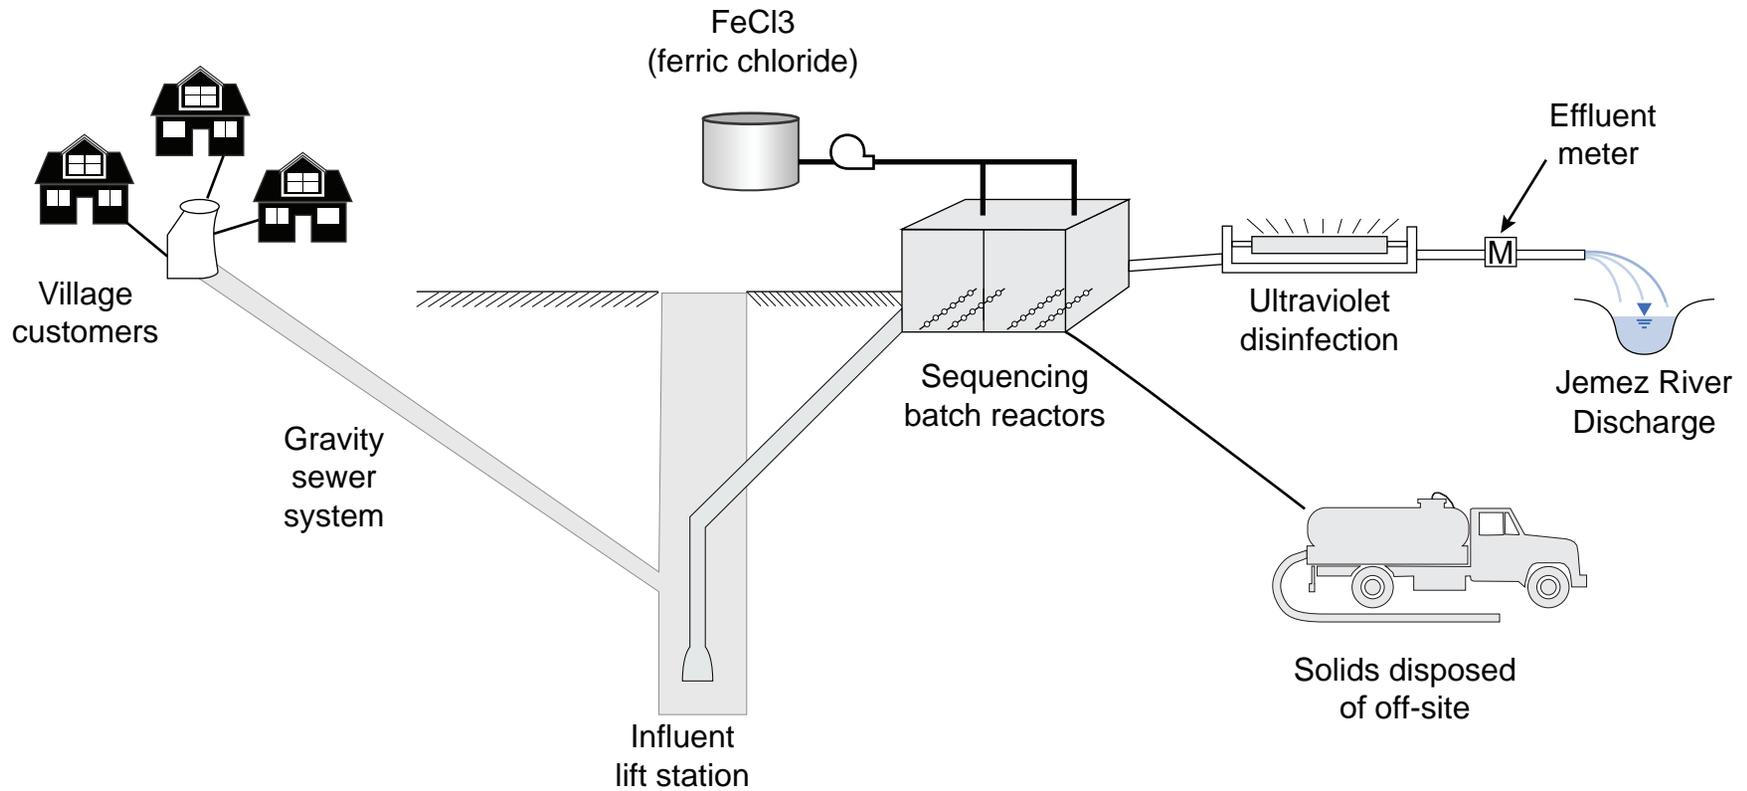 FeCl3
(ferric chloride)
Effluent
meter
M
Village
customers
Ultraviolet
disinfection
Sequencing
batch reactors
Jemez River
Discharge
Gravity
sewer
system
Solids disposed
of off-site
Influent
lift station